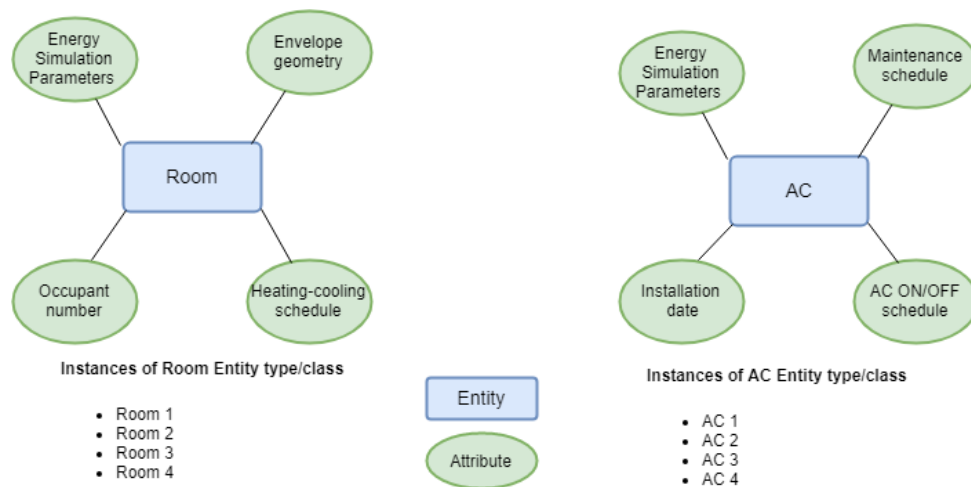 Energy
Simulation
Parameters
Envelope
geometry
Room
Occupant
number
Heating-cooling
schedule
Instances of Room Entity type/class
• Room 1
• Room 2
• Room 3
• Room 4
Entity
Attribute
Energy
Simulation
Parameters
Maintenance
schedule
AC
Installation
date
AC ON/OFF
schedule
Instances of AC Entity type/class
• AC 1
• AC 2
• AC 3
• AC 4